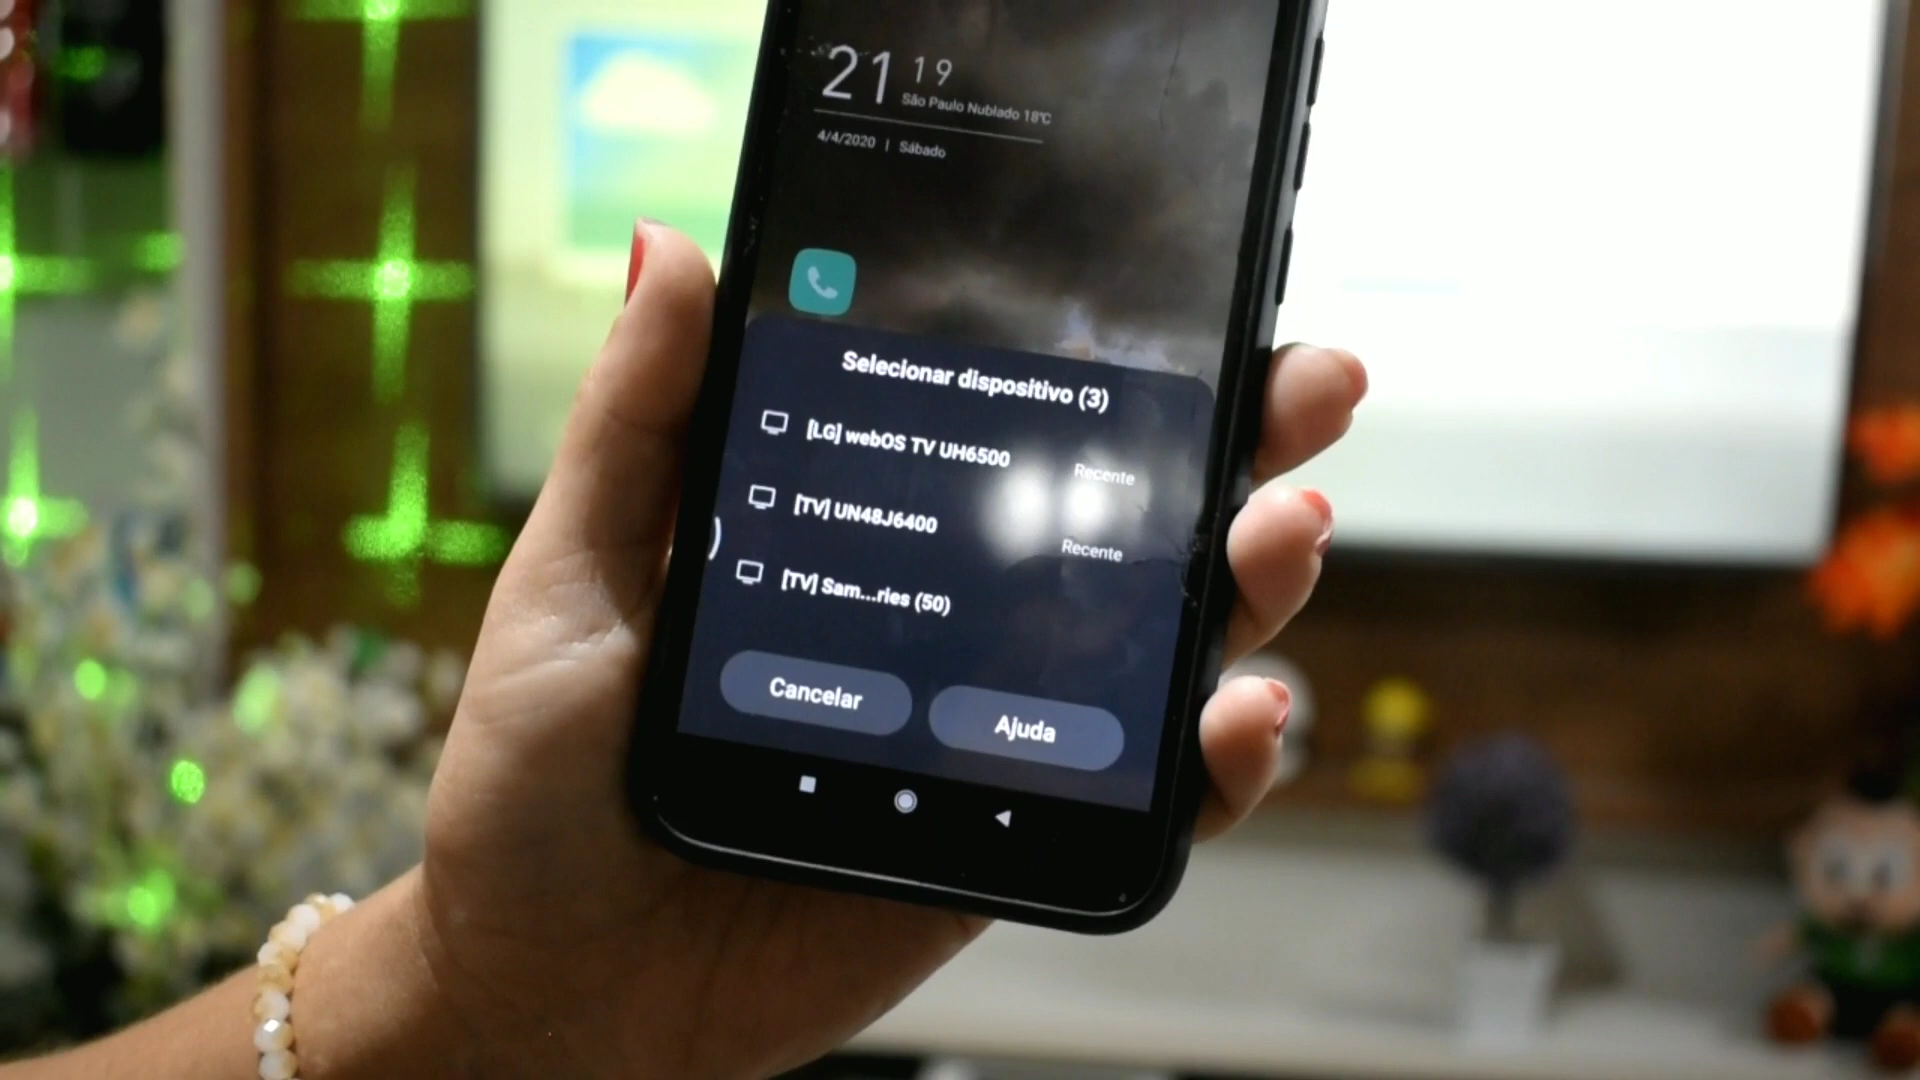 21 19
São Paulo Nublado 18°C
4/4/2020 | Sábado
Selecionar dispositivo (3)
[LG] webOS TV UH6500
Recente
[TV] UN48J6400
Recente
[TV] Sam...ries (50)
Cancelar
Ajuda